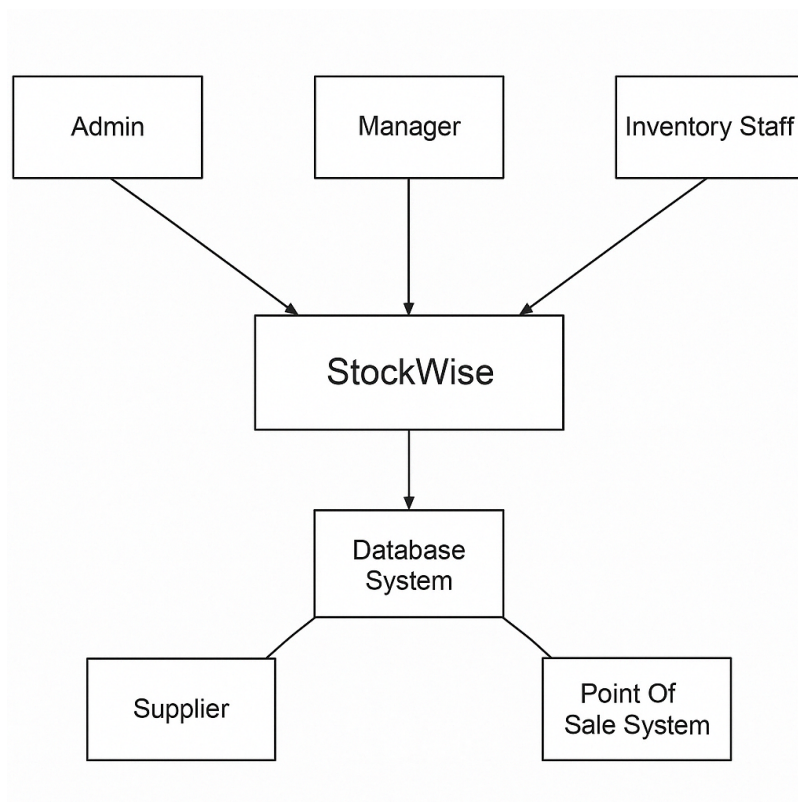 Admin
Manager
Inventory Staff
StockWise
Database
System
Supplier
Point Of
Sale System